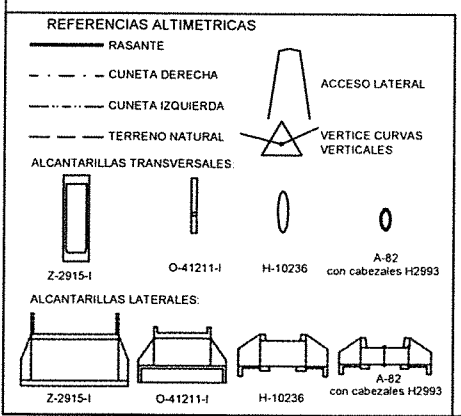 REFERENCIAS ALTIMETRICAS
RASANTE
CUNETA DERECHA
ACCESO LATERAL
CUNETA IZQUIERDA
TERRENO NATURAL
VERTICE CURVAS
VERTICALES
ALCANTARILLAS TRANSVERSALES:
Z-2915-I
O-41211-I
H-10236
A-82
con cabezales H2993
ALCANTARILLAS LATERALES:
Z-2915-I
O-41211-I
H-10236
A-82
con cabezales H2993